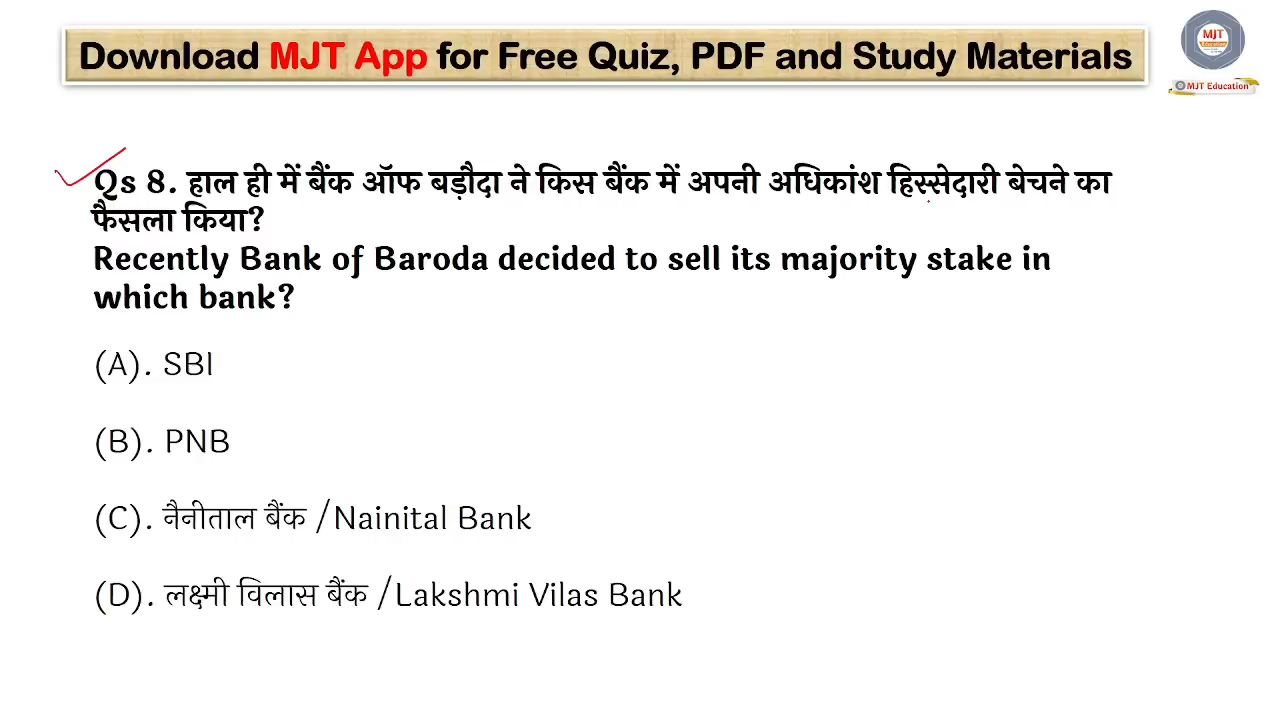 Download MJT App for Free Quiz, PDF and Study Materials
MJT
Education
MJT Education
Qs 8. हाल ही में बैंक ऑफ बड़ौदा ने किस बैंक में अपनी अधिकांश हिस्सेदारी बेचने का
फैसला किया?
Recently Bank of Baroda decided to sell its majority stake in
which bank?
(A). SBI
(B). PNB
(C). नैनीताल बैंक /Nainital Bank
(D). लक्ष्मी विलास बैंक /Lakshmi Vilas Bank